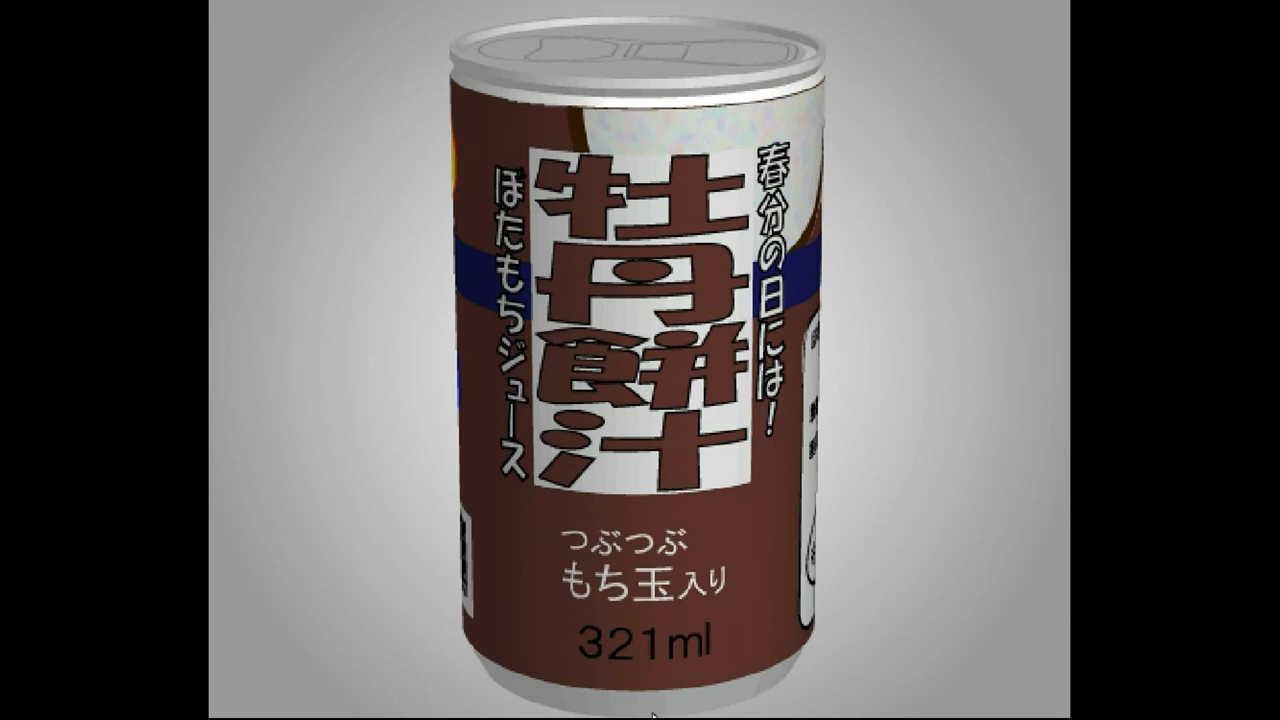 春分の日には!
牡丹餅汁
ぼたもちジュース
つぶつぶ
もち玉入り
321ml